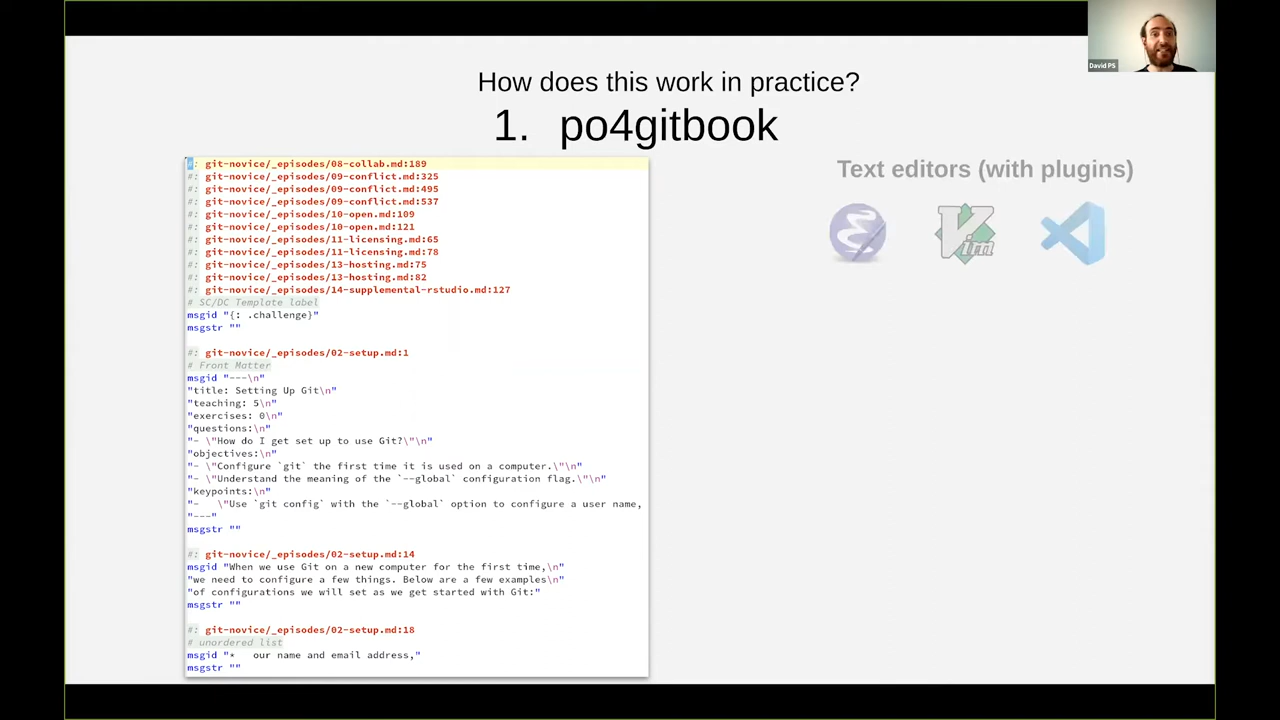 David PS
How does this work in practice?
1. po4gitbook
#: git-novice/_episodes/08-collab.md:189
#: git-novice/_episodes/09-conflict.md:325
#: git-novice/_episodes/09-conflict.md:495
#: git-novice/_episodes/09-conflict.md:537
#: git-novice/_episodes/10-open.md:109
#: git-novice/_episodes/10-open.md:121
#: git-novice/_episodes/11-licensing.md:65
#: git-novice/_episodes/11-licensing.md:78
#: git-novice/_episodes/13-hosting.md:75
#: git-novice/_episodes/13-hosting.md:82
#: git-novice/_episodes/14-supplemental-rstudio.md:127
# SC/DC Template label
msgid "{: .challenge}"
msgstr ""
#: git-novice/_episodes/02-setup.md:1
# Front Matter
msgid "---\n"
"title: Setting Up Git\n"
"teaching: 5\n"
"exercises: 0\n"
"questions:\n"
"- \"How do I get set up to use Git?\"\n"
"objectives:\n"
"- \"Configure `git` the first time it is used on a computer.\"\n"
"- \"Understand the meaning of the `--global` configuration flag.\"\n"
"keypoints:\n"
"-   \"Use `git config` with the `--global` option to configure a user name,
"---"
msgstr ""
#: git-novice/_episodes/02-setup.md:14
msgid "When we use Git on a new computer for the first time,\n"
"we need to configure a few things. Below are a few examples\n"
"of configurations we will set as we get started with Git:"
msgstr ""
#: git-novice/_episodes/02-setup.md:18
# unordered list
msgid "*   our name and email address,"
msgstr ""
Text editors (with plugins)
Vim